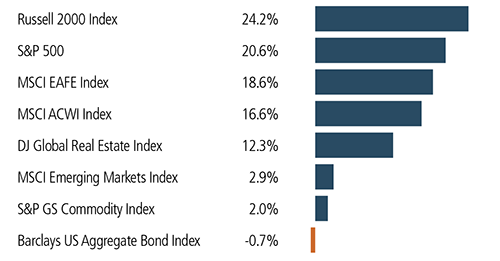 Russell 2000 Index 24.2%
S&P 500 20.6%
MSCI EAFE Index 18.6%
MSCI ACWI Index 16.6%
DJ Global Real Estate Index 12.3%
MSCI Emerging Markets Index 2.9%
S&P GS Commodity Index 2.0%
Barclays US Aggregate Bond Index -0.7%